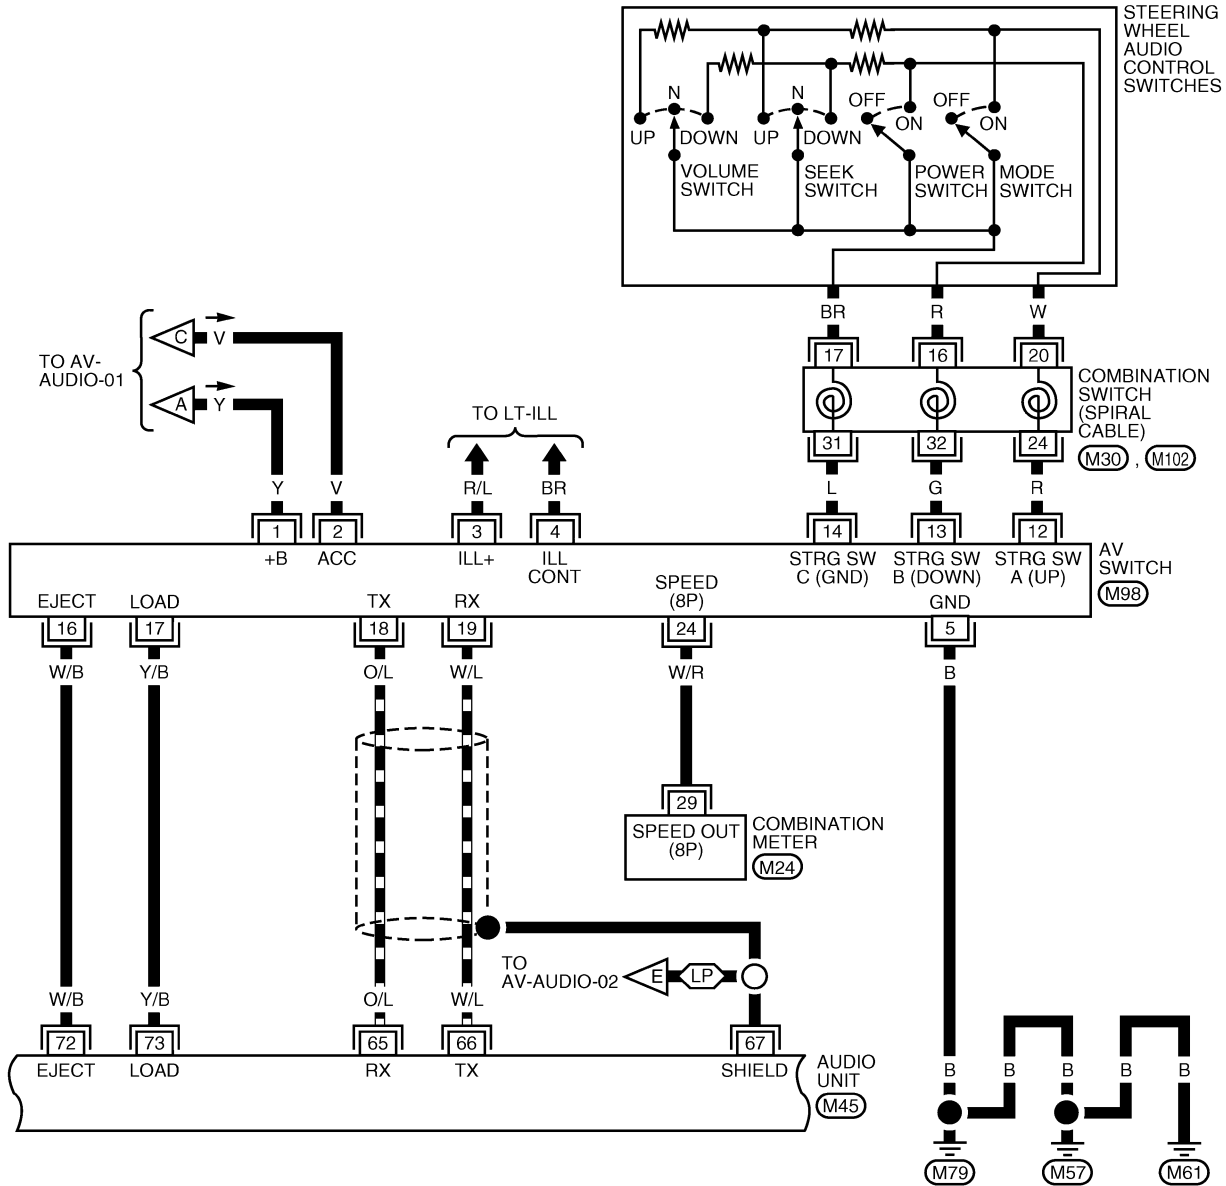 STEERING
WHEEL
AUDIO
CONTROL
SWITCHES
N
N
OFF
OFF
UP
DOWN
UP
DOWN
ON
ON
VOLUME
SWITCH
SEEK
SWITCH
POWER
SWITCH
MODE
SWITCH
BR
R
W
17
16
20
COMBINATION
SWITCH
(SPIRAL
CABLE)
M30 , M102
31
32
24
L
G
R
TO AV-
AUDIO-01
C
V
A
Y
TO LT-ILL
Y
V
R/L
BR
1
2
3
4
14
13
12
+B
ACC
ILL+
ILL
CONT
STRG SW
C (GND)
STRG SW
B (DOWN)
STRG SW
A (UP)
AV
SWITCH
M98
EJECT
LOAD
TX
RX
SPEED
(8P)
GND
16
17
18
19
24
5
W/B
Y/B
O/L
W/L
W/R
B
29
SPEED OUT
(8P)
COMBINATION
METER
M24
TO
AV-AUDIO-02
E
LP
W/B
Y/B
O/L
W/L
72
73
65
66
67
EJECT
LOAD
RX
TX
SHIELD
AUDIO
UNIT
M45
B
B
B
B
B
M79
M57
M61